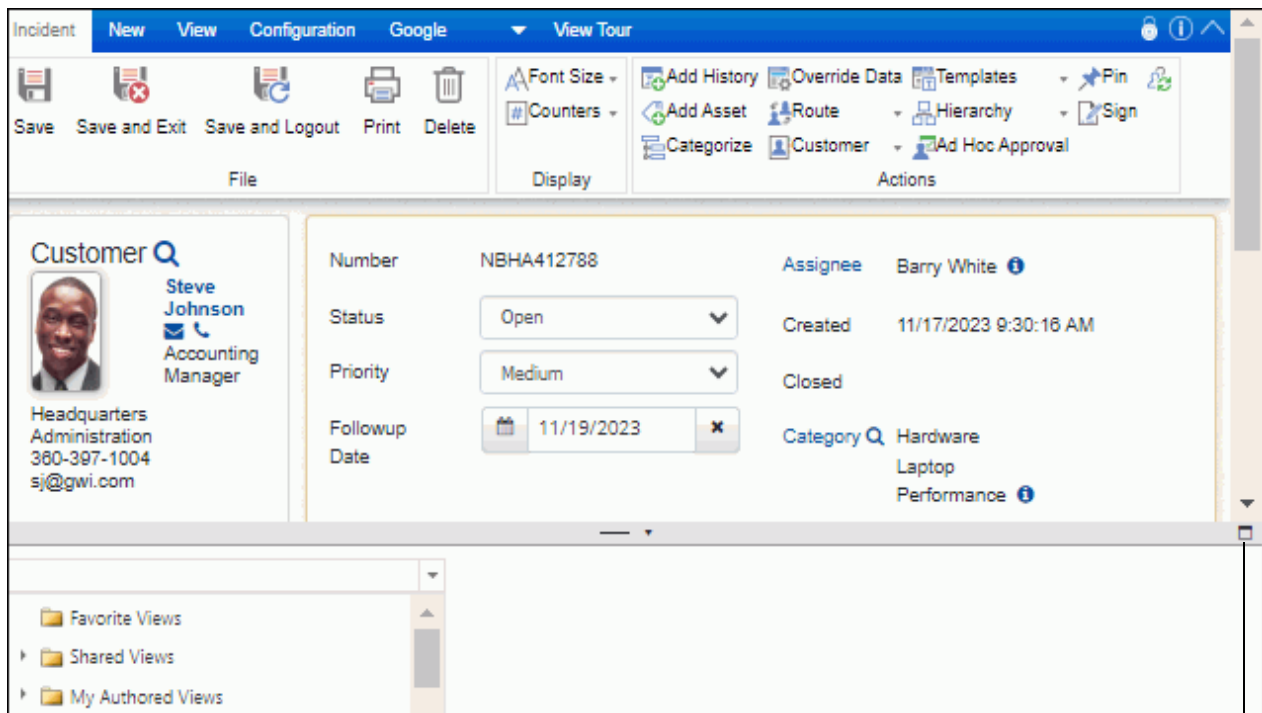 Incident New View Configuration Google View Tour
Save Save and Exit Save and Logout Print Delete
File
Font Size
Counters
Display
Add History Override Data Templates Pin
Add Asset Route Hierarchy Sign
Categorize Customer Ad Hoc Approval
Actions
Customer
Steve
Johnson
Accounting
Manager
Headquarters
Administration
360-397-1004
sj@gwi.com
Number NBHA412788
Status Open
Priority Medium
Followup
Date
11/19/2023
Assignee Barry White
Created 11/17/2023 9:30:16 AM
Closed
Category Hardware
Laptop
Performance
Favorite Views
Shared Views
My Authored Views